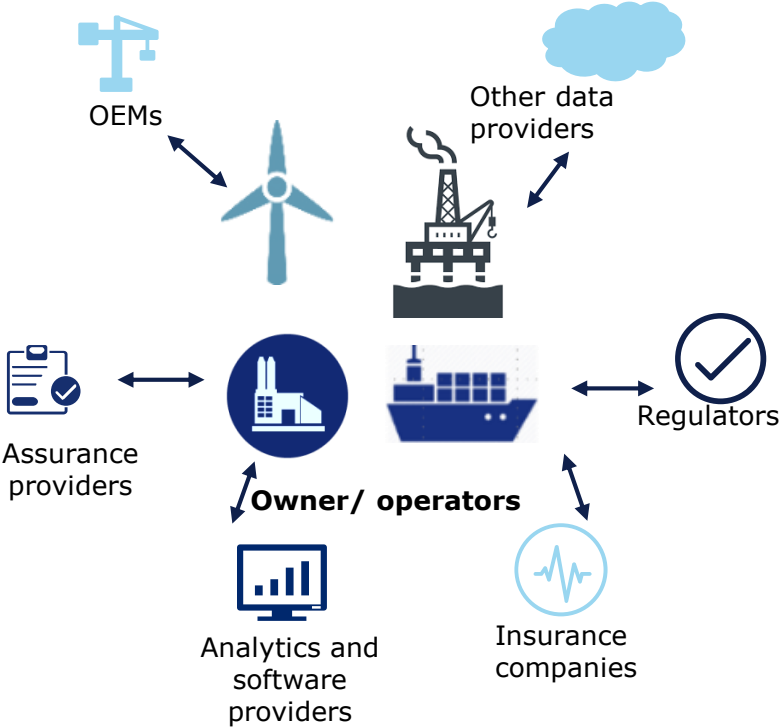 OEMs
Other data
providers
Regulators
Assurance
providers
Owner/ operators
Analytics and
software
providers
Insurance
companies